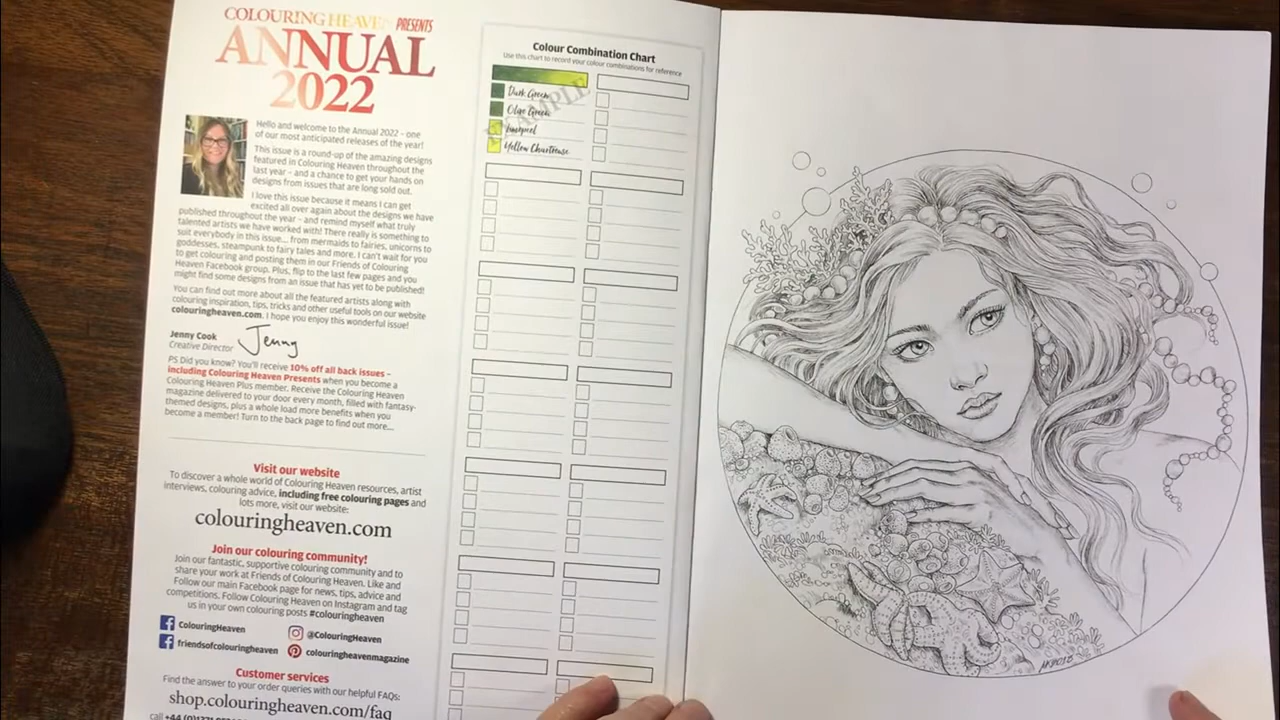 COLOURING HEAVEN PRESENTS
ANNUAL
2022
Hello and welcome to the Annual 2022 – one
of our most anticipated releases of the year!
This issue is a round-up of the amazing designs
featured in Colouring Heaven throughout the
last year – and a chance to get your hands on
designs from issues that are long sold out.
I love this issue because it means I can get
excited all over again about the designs we have
published throughout the year – and remind myself what truly
talented artists we have worked with! There really is something to
suit everybody in this issue... from mermaids to fairies, unicorns to
goddesses, steampunk to fairy tales and more. I can't wait for you
to get colouring and posting them in our Friends of Colouring
Heaven Facebook group. Plus, flip to the last few pages and you
might find some designs from an issue that has yet to be published!
You can find out more about all the featured artists along with
colouring inspiration, tips, tricks and other useful tools on our website
colouringheaven.com. I hope you enjoy this wonderful issue!
Jenny Cook
Creative Director
Jenny
PS Did you know? You'll receive 10% off all back issues –
including Colouring Heaven Presents when you become a
Colouring Heaven Plus member. Receive the Colouring Heaven
magazine delivered to your door every month, filled with fantasy-
themed designs, plus a whole load more benefits when you
become a member! Turn to the back page to find out more...
Visit our website
To discover a whole world of Colouring Heaven resources, artist
interviews, colouring advice, including free colouring pages and
lots more, visit our website:
colouringheaven.com
Join our colouring community!
Join our fantastic, supportive colouring community and to
share your work at Friends of Colouring Heaven. Like and
Follow our main Facebook page for news, tips, advice and
competitions. Follow Colouring Heaven on Instagram and tag
us in your own colouring posts #colouringheaven
ColouringHeaven
@ColouringHeaven
friendsofcolouringheaven
colouringheavenmagazine
Customer services
Find the answer to your order queries with our helpful FAQs:
shop.colouringheaven.com/faq
call +44
Colour Combination Chart
Use this chart to record your colour combinations for reference
Dark Green
Olive Green
Limepeel
Yellow Chartreuse
EXAMPLE